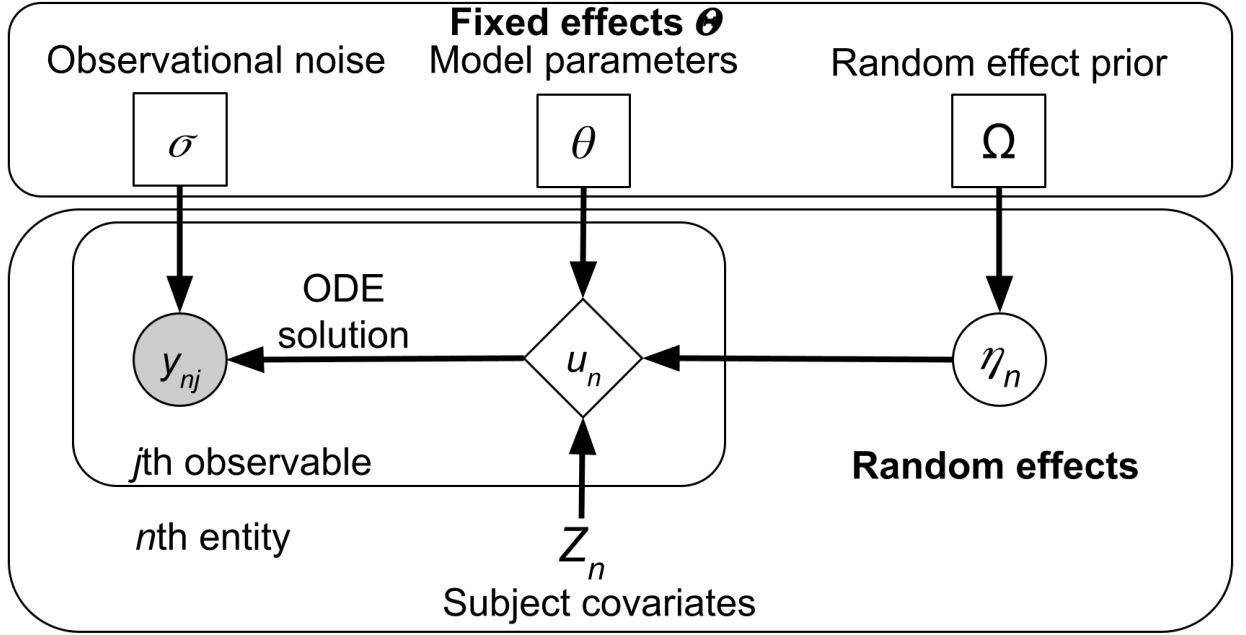 Fixed effects 𝜣
Observational noise
Model parameters
Random effect prior
σ
θ
Ω
ODE
solution
y_nj
u_n
η_n
jth observable
Random effects
nth entity
Z_n
Subject covariates